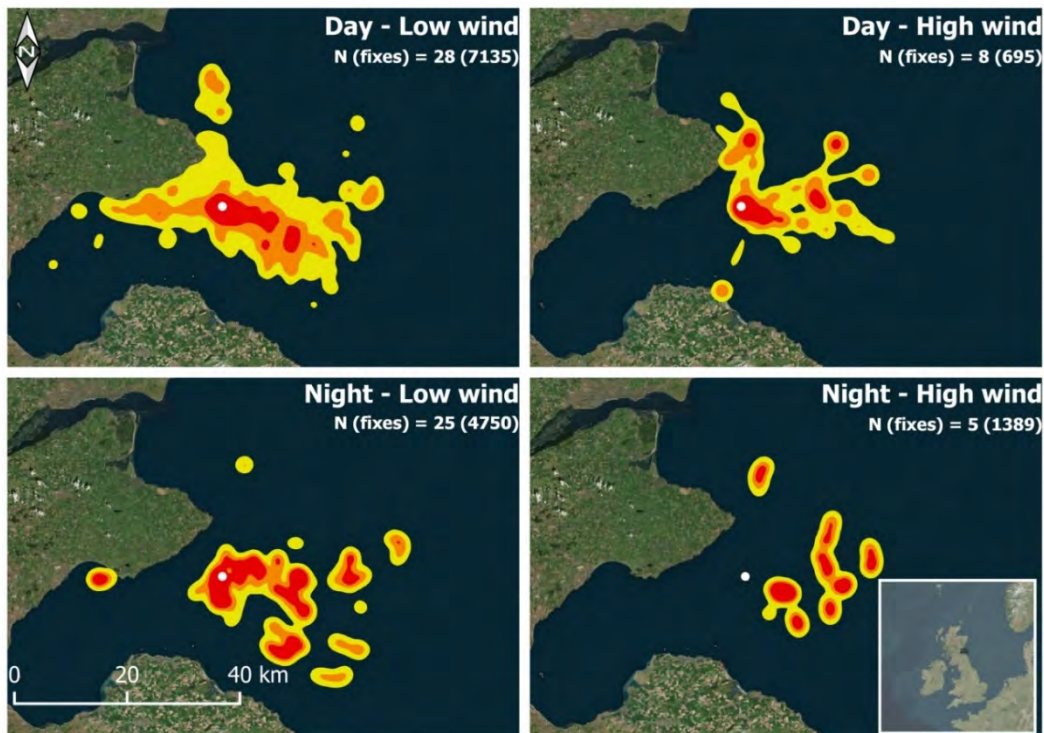 N
Day - Low wind
N (fixes) = 28 (7135)
Day - High wind
N (fixes) = 8 (695)
Night - Low wind
N (fixes) = 25 (4750)
0 20 40 km
Night - High wind
N (fixes) = 5 (1389)